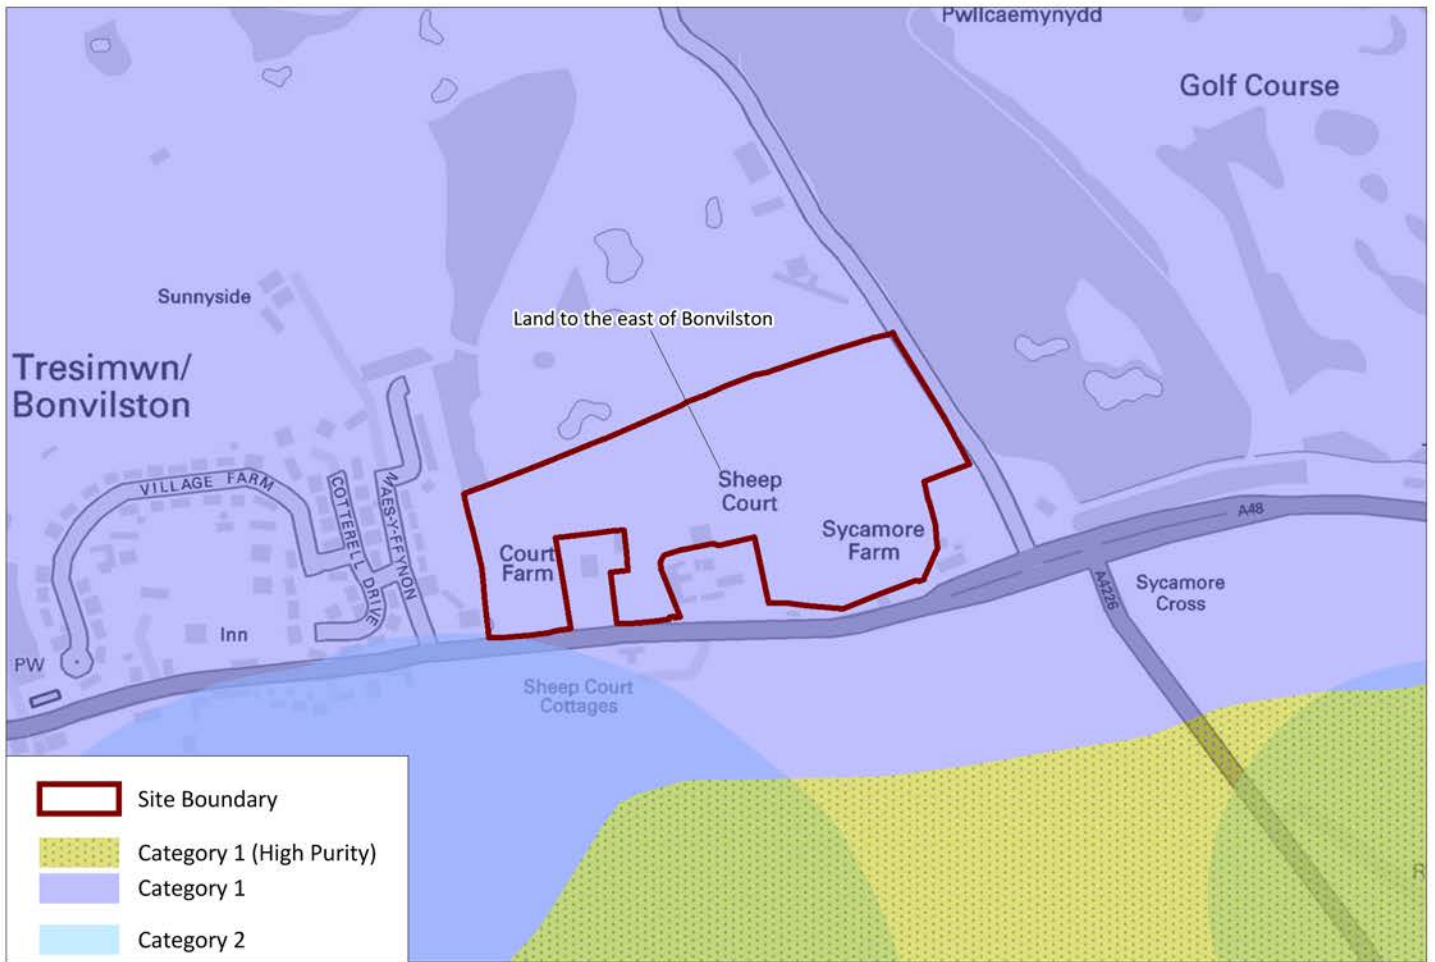 Pwllcaemynydd
Golf Course
Sunnyside
Land to the east of Bonvilston
Tresimwn/
Bonvilston
VILLAGE FARM
COTTERELL DRIVE
MAES-Y-FFYNON
Sheep
Court
Court
Farm
Sycamore
Farm
A48
A4226
Sycamore
Cross
Inn
PW
Sheep Court
Cottages
Site Boundary
Category 1 (High Purity)
Category 1
Category 2